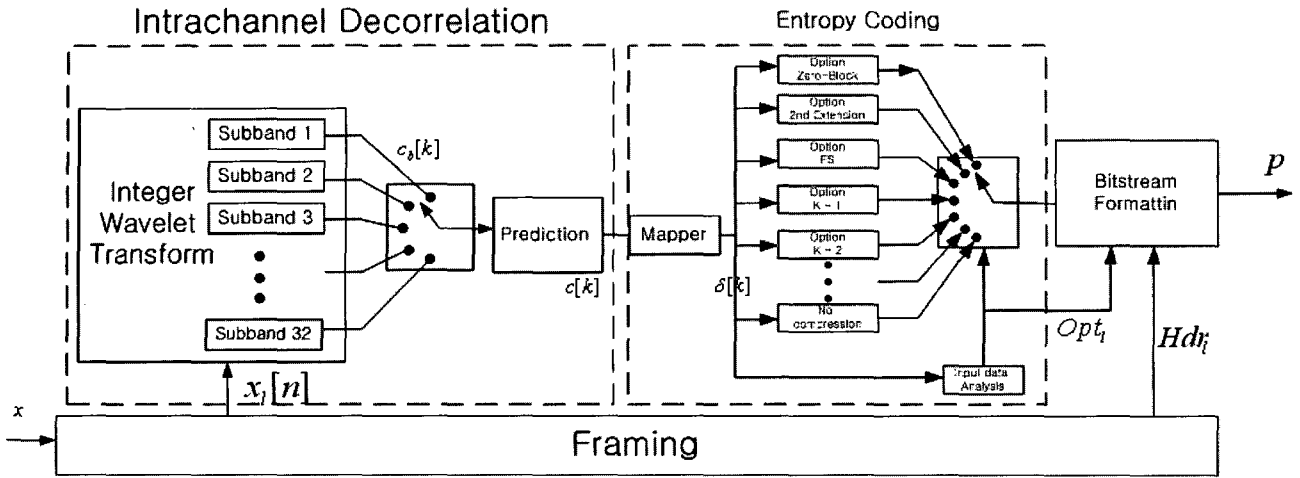 Intrachannel Decorrelation
Entropy Coding
Integer
Wavelet
Transform
Subband 1
Subband 2
Subband 3
Subband 32
c_b[k]
Prediction
c[k]
Mapper
δ[k]
Option
Zero-Block
Option
2nd Extension
Option
FS
Option
K = 1
Option
K = 2
No
compression
Input data
Analysis
Bitstream
Formattin
p
Opt_l
Hdr_l
x_l[n]
x
Framing